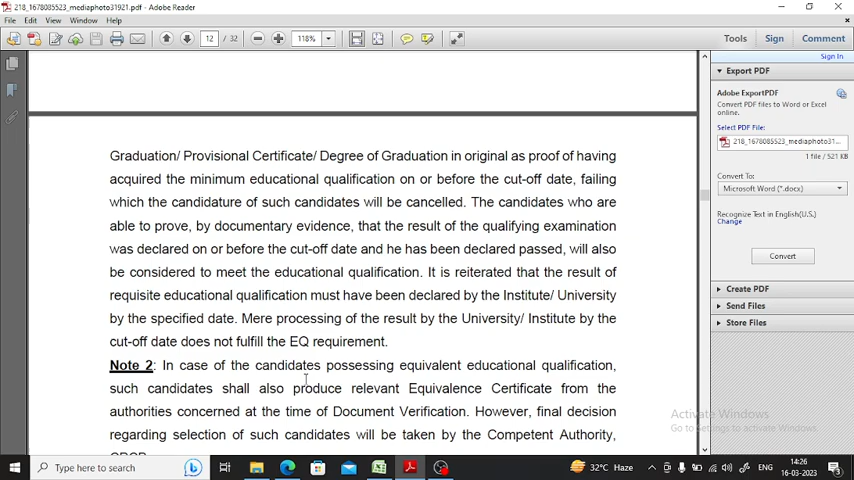 218_1678085523_mediaphoto31921.pdf - Adobe Reader
File Edit View Window Help
12 / 32 118% Tools Sign Comment
Sign In
Export PDF
Adobe ExportPDF
Convert PDF files to Word or Excel online.
Select PDF File:
218_1678085523_mediaphoto31...
1 file / 521 KB
Convert To:
Microsoft Word (*.docx)
Recognize Text in English(U.S.)
Change
Convert
Create PDF
Send Files
Store Files
Graduation/ Provisional Certificate/ Degree of Graduation in original as proof of having
acquired the minimum educational qualification on or before the cut-off date, failing
which the candidature of such candidates will be cancelled. The candidates who are
able to prove, by documentary evidence, that the result of the qualifying examination
was declared on or before the cut-off date and he has been declared passed, will also
be considered to meet the educational qualification. It is reiterated that the result of
requisite educational qualification must have been declared by the Institute/ University
by the specified date. Mere processing of the result by the University/ Institute by the
cut-off date does not fulfill the EQ requirement.
Note 2: In case of the candidates possessing equivalent educational qualification,
such candidates shall also produce relevant Equivalence Certificate from the
authorities concerned at the time of Document Verification. However, final decision
regarding selection of such candidates will be taken by the Competent Authority,
Activate Windows
Go to Settings to activate Windows.
Type here to search
32°C Haze
ENG
14:26
16-03-2023
3